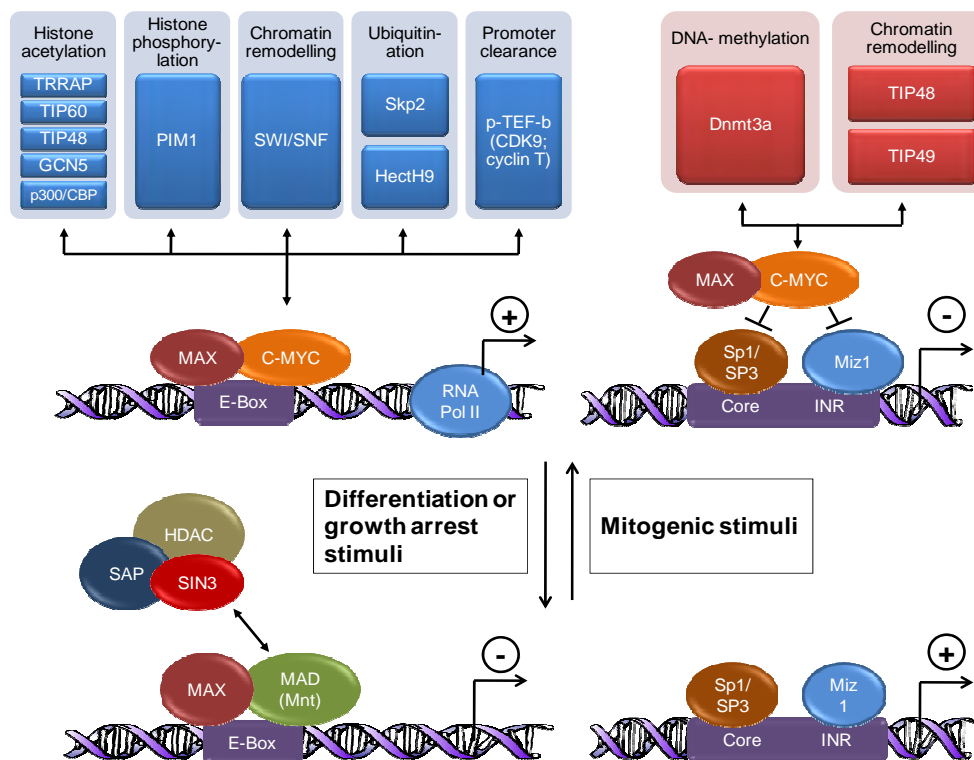 Histone
acetylation
TRRAP
TIP60
TIP48
GCN5
p300/CBP
Histone
phosphory-
lation
PIM1
Chromatin
remodelling
SWI/SNF
Ubiquitin-
ation
Skp2
HectH9
Promoter
clearance
p-TEF-b
(CDK9;
cyclin T)
DNA- methylation
Dnmt3a
Chromatin
remodelling
TIP48
TIP49
MAX
C-MYC
E-Box
RNA
Pol II
+
MAX
C-MYC
Sp1/
SP3
Miz1
Core
INR
-
Differentiation or
growth arrest
stimuli
Mitogenic stimuli
HDAC
SAP
SIN3
MAX
MAD
(Mnt)
E-Box
-
Sp1/
SP3
Miz
1
Core
INR
+